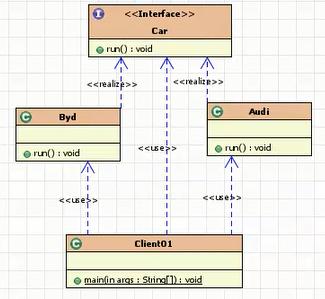 I
<<Interface>>
Car
run() : void
<<realize>>
<<realize>>
C
Byd
run() : void
C
Audi
run() : void
<<use>>
<<use>>
<<use>>
C
Client01
main(in args : String[]) : void